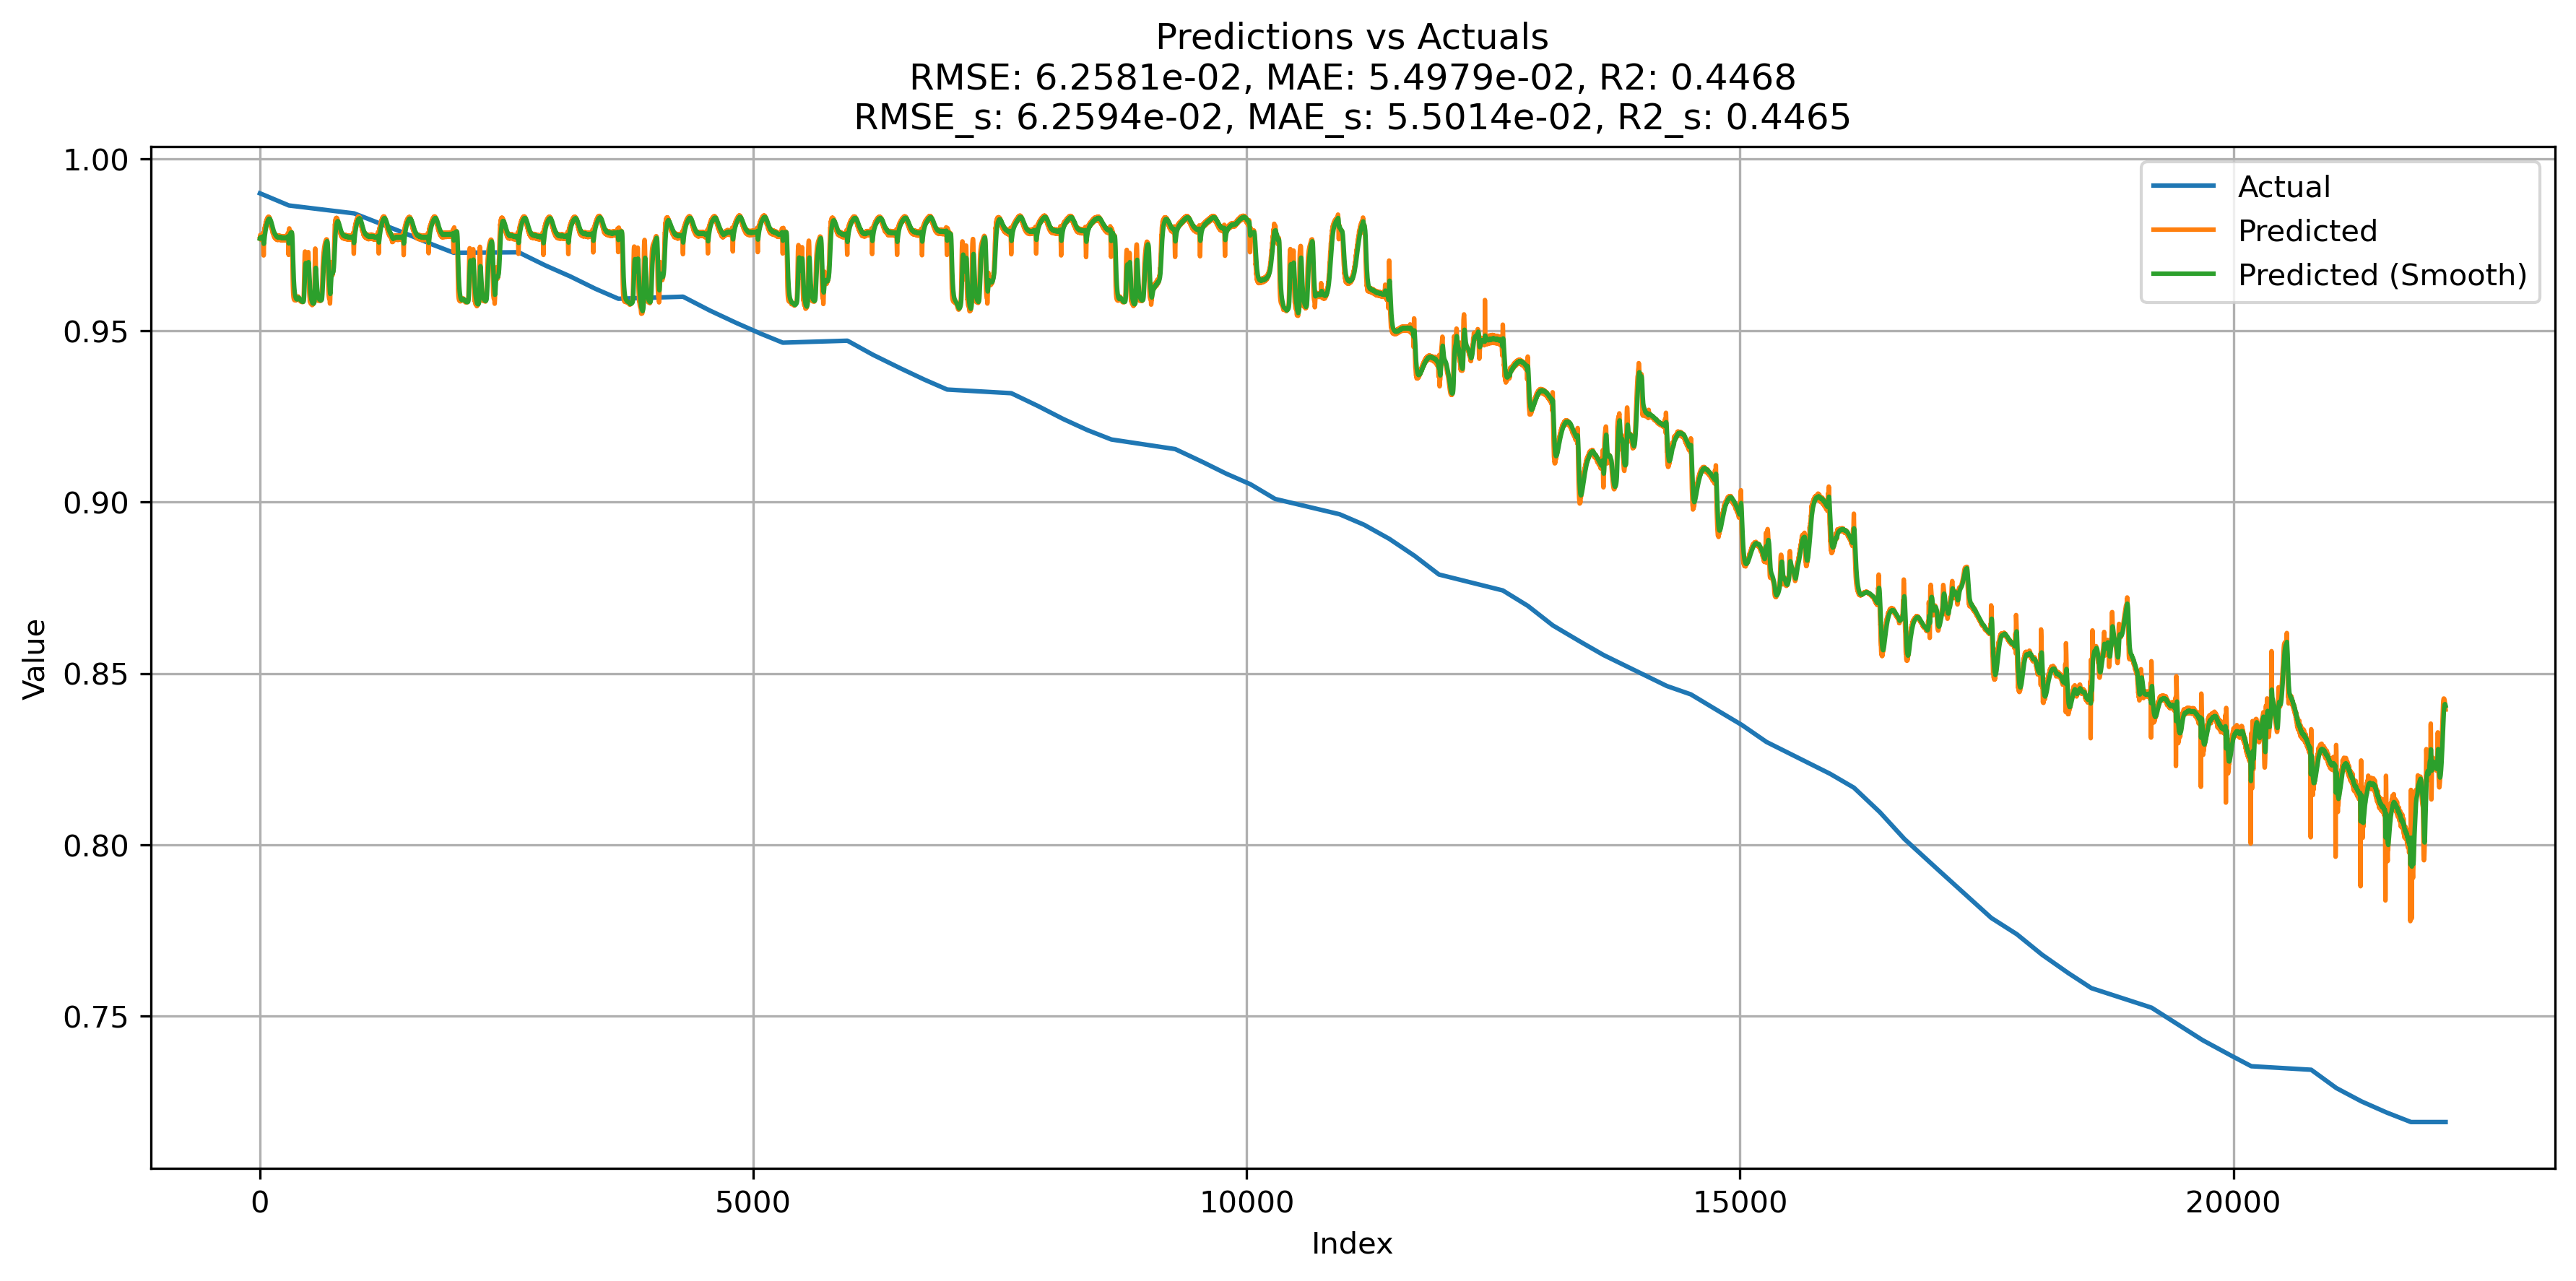 Predictions vs Actuals
RMSE: 6.2581e-02, MAE: 5.4979e-02, R2: 0.4468
RMSE_s: 6.2594e-02, MAE_s: 5.5014e-02, R2_s: 0.4465
Actual
Predicted
Predicted (Smooth)
Value
1.00
0.95
0.90
0.85
0.80
0.75
0
5000
10000
15000
20000
Index